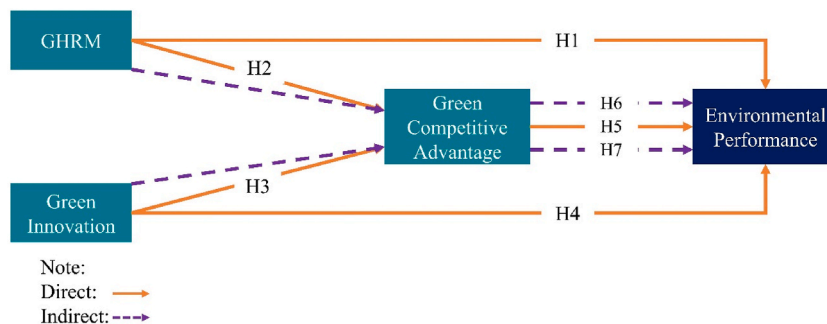 GHRM
H1
H2
Green
Competitive
Advantage
H6
H5
H7
Environmental
Performance
H3
Green
Innovation
H4
Note:
Direct:
Indirect: